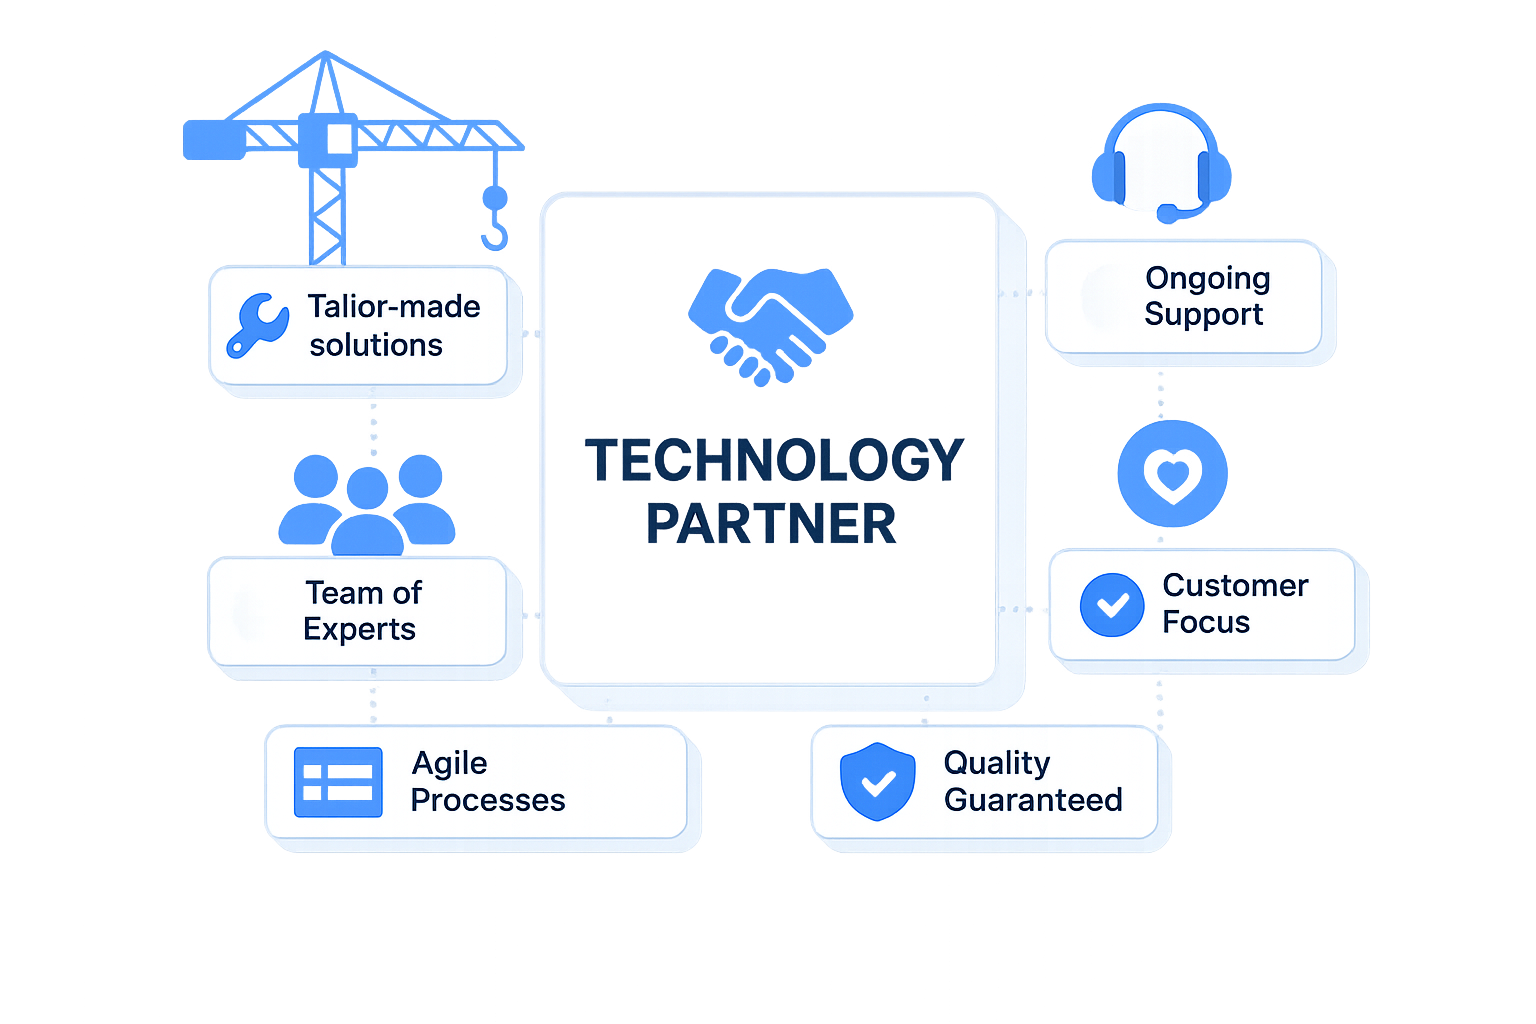 Talior-made
solutions
Team of
Experts
Agile
Processes
TECHNOLOGY
PARTNER
Ongoing
Support
Customer
Focus
Quality
Guaranteed